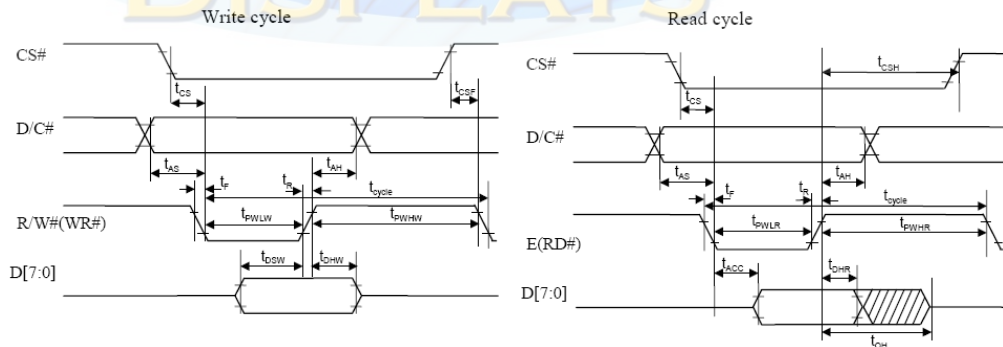 DISPLAYS
Write cycle
CS#
tCS
tCSF
D/C#
tAS
tF
tR
tAH
tcycle
R/W#(WR#)
tPWLW
tPWHW
D[7:0]
tDSW
tDHW
Read cycle
CS#
tCSH
tCS
D/C#
tAS
tF
tR
tAH
tcycle
E(RD#)
tPWLR
tPWHR
tACC
tDHR
D[7:0]
tOH